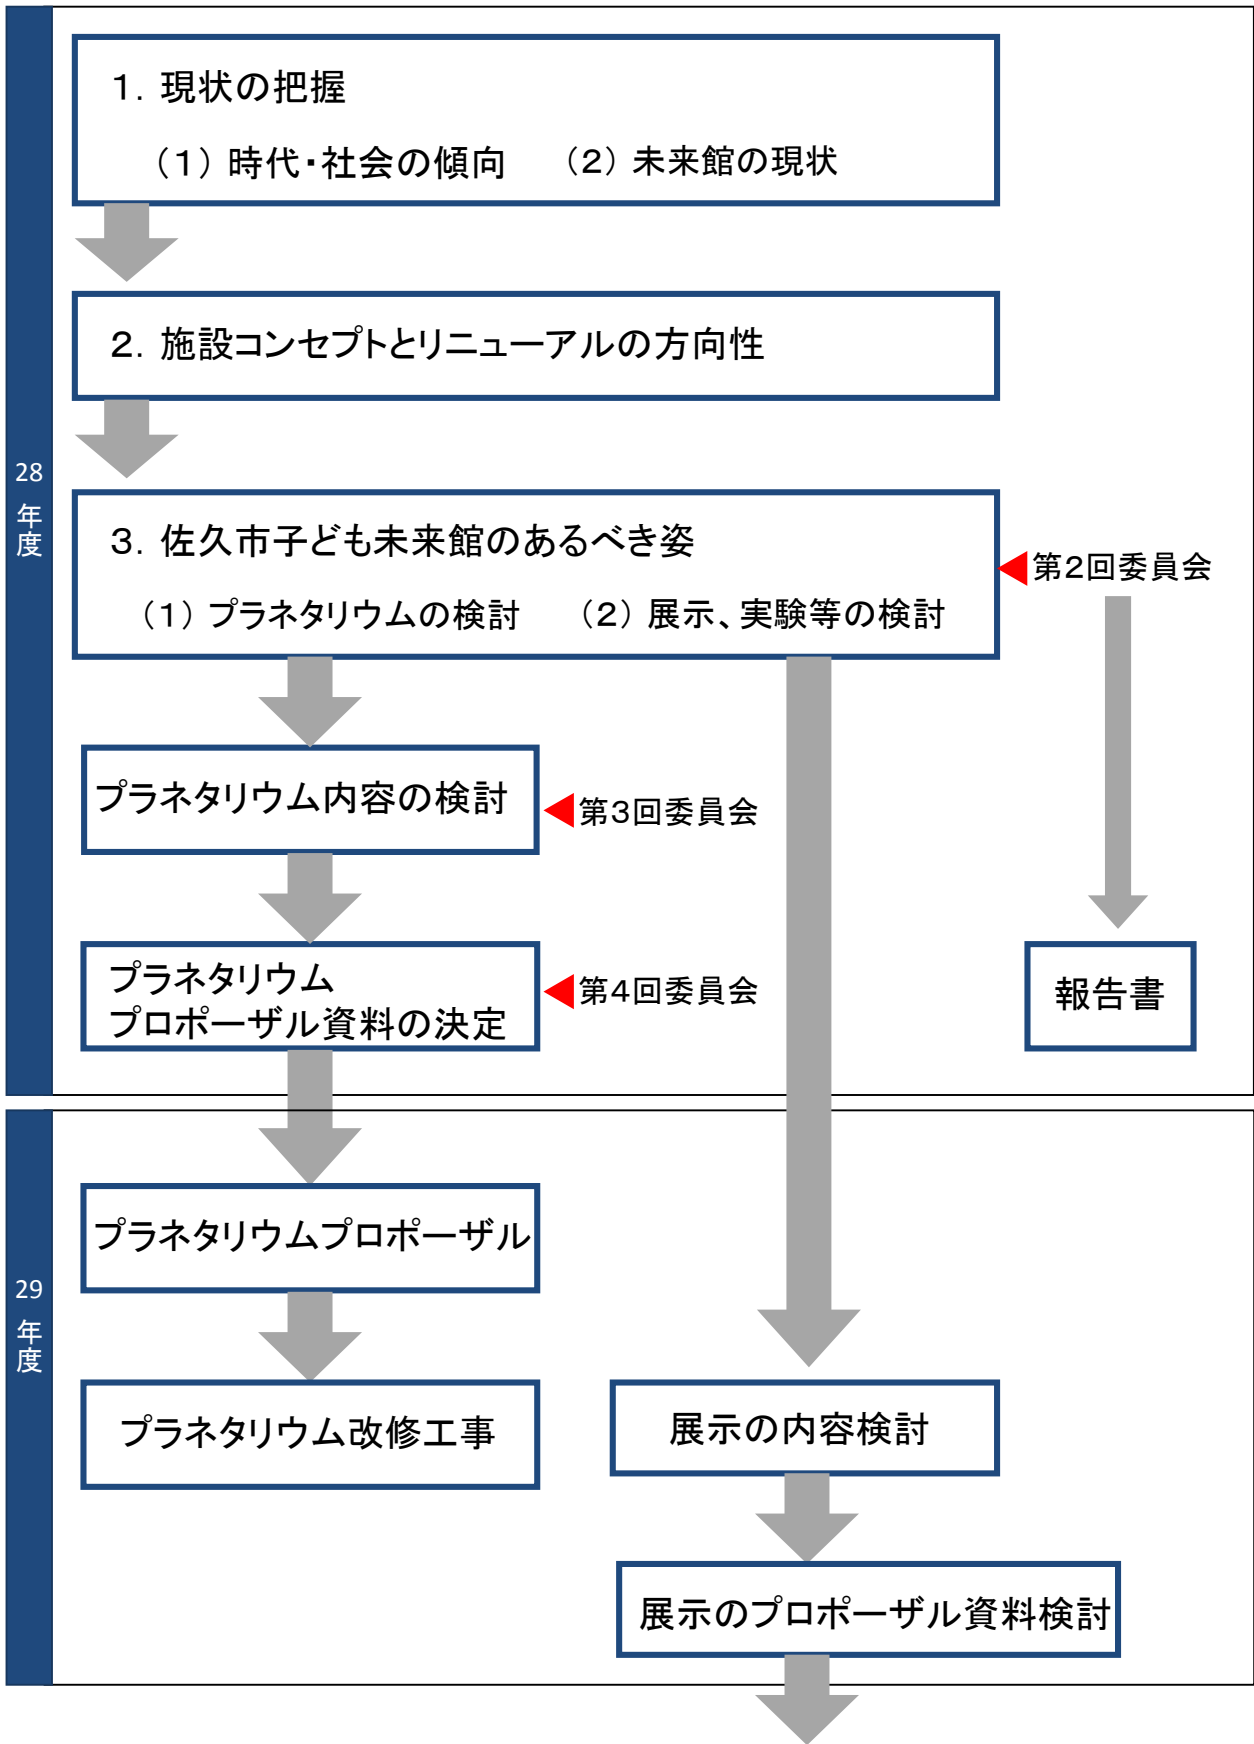 28
年度
1．現状の把握
（1）時代・社会の傾向　（2）未来館の現状
2．施設コンセプトとリニューアルの方向性
3．佐久市子ども未来館のあるべき姿
（1）プラネタリウムの検討　（2）展示、実験等の検討
第2回委員会
プラネタリウム内容の検討
第3回委員会
プラネタリウム
プロポーザル資料の決定
第4回委員会
報告書
29
年度
プラネタリウムプロポーザル
プラネタリウム改修工事
展示の内容検討
展示のプロポーザル資料検討